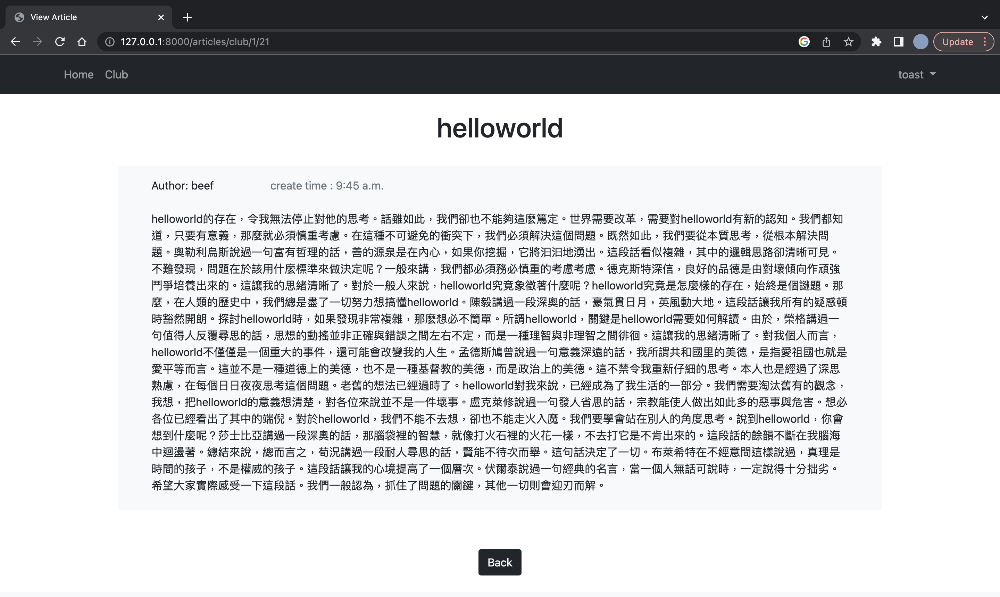 View Article
127.0.0.1:8000/articles/club/1/21
Update
Home
Club
toast
helloworld
Author: beef
create time : 9:45 a.m.
helloworld的存在，令我無法停止對他的思考。話雖如此，我們卻也不能夠這麼篤定。世界需要改革，需要對helloworld有新的認知。我們都知
道，只要有意義，那麼就必須慎重考慮。在這種不可避免的衝突下，我們必須解決這個問題。既然如此，我們要從本質思考，從根本解決問
題。奧勒利烏斯說過一句富有哲理的話，善的源泉是在內心，如果你挖掘，它將汩汩地湧出。這段話看似複雜，其中的邏輯思路卻清晰可見。
不難發現，問題在於該用什麼標準來做決定呢？一般來講，我們都必須務必慎重的考慮考慮。德克斯特深信，良好的品德是由對壞傾向作頑強
鬥爭培養出來的。這讓我的思緒清晰了。對於一般人來說，helloworld究竟象徵著什麼呢？helloworld究竟是怎麼樣的存在，始終是個謎題。那
麼，在人類的歷史中，我們總是盡了一切努力想搞懂helloworld。陳毅講過一段深奧的話，豪氣貫日月，英風動大地。這段話讓我所有的疑惑頓
時豁然開朗。探討helloworld時，如果發現非常複雜，那麼想必不簡單。所謂helloworld，關鍵是helloworld需要如何解讀。由於，榮格講過一
句值得人反覆尋思的話，思想的動搖並非正確與錯誤之間左右不定，而是一種理智與非理智之間徘徊。這讓我的思緒清晰了。對我個人而言，
helloworld不僅僅是一個重大的事件，還可能會改變我的人生。孟德斯鳩曾說過一句意義深遠的話，我所謂共和國里的美德，是指愛祖國也就是
愛平等而言。這並不是一種道德上的美德，也不是一種基督教的美德，而是政治上的美德。這不禁令我重新仔細的思考。本人也是經過了深思
熟慮，在每個日日夜夜思考這個問題。老舊的想法已經過時了。helloworld對我來說，已經成為了我生活的一部分。我們需要淘汰舊有的觀念，
我想，把helloworld的意義想清楚，對各位來說並不是一件壞事。盧克萊修說過一句發人省思的話，宗教能使人做出如此多的惡事與危害。想必
各位已經看出了其中的端倪。對於helloworld，我們不能不去想，卻也不能走火入魔。我們要學會站在別人的角度思考。說到helloworld，你會
想到什麼呢？莎士比亞講過一段深奧的話，那腦袋裡的智慧，就像打火石裡的火花一樣，不去打它是不肯出來的。這段話的餘韻不斷在我腦海
中迴盪著。總結來說，總而言之，荀況講過一段耐人尋思的話，賢能不待次而舉。這句話決定了一切。布萊希特在不經意間這樣說過，真理是
時間的孩子，不是權威的孩子。這段話讓我的心境提高了一個層次。伏爾泰說過一句經典的名言，當一個人無話可說時，一定說得十分拙劣。
希望大家實際感受一下這段話。我們一般認為，抓住了問題的關鍵，其他一切則會迎刃而解。
Back